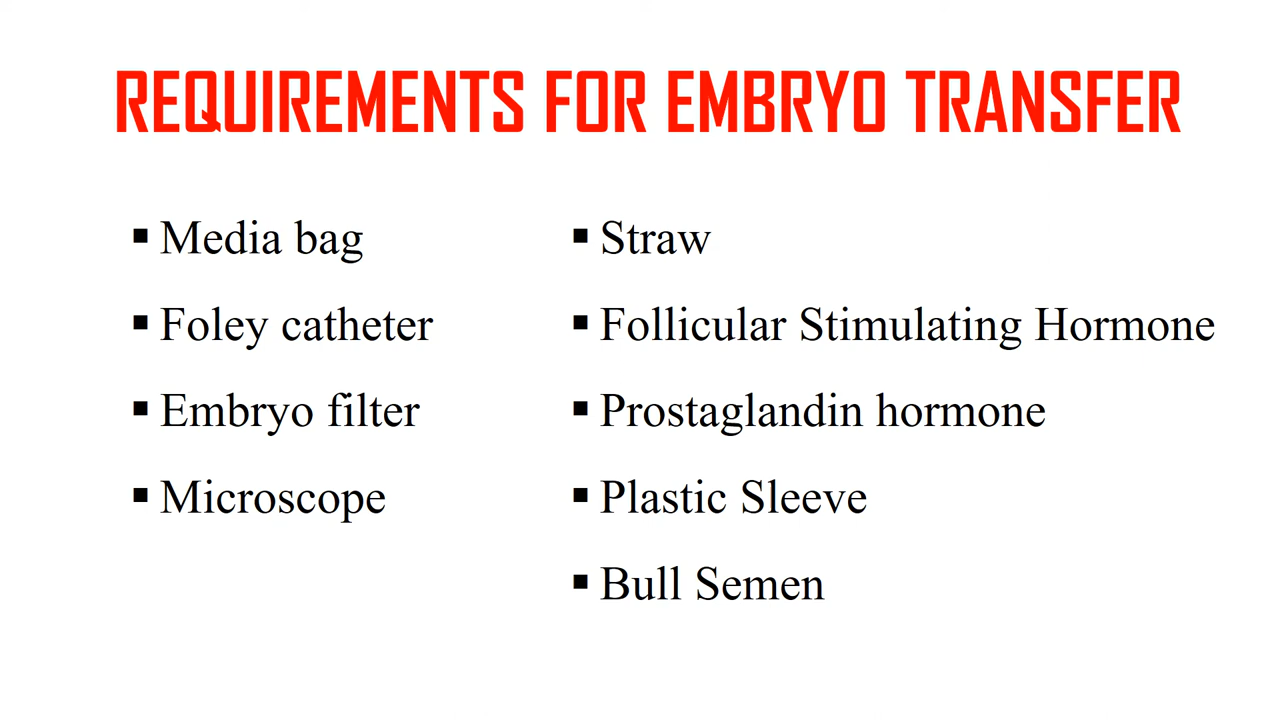 REQUIREMENTS FOR EMBRYO TRANSFER
▪ Media bag
▪ Foley catheter
▪ Embryo filter
▪ Microscope
▪ Straw
▪ Follicular Stimulating Hormone
▪ Prostaglandin hormone
▪ Plastic Sleeve
▪ Bull Semen